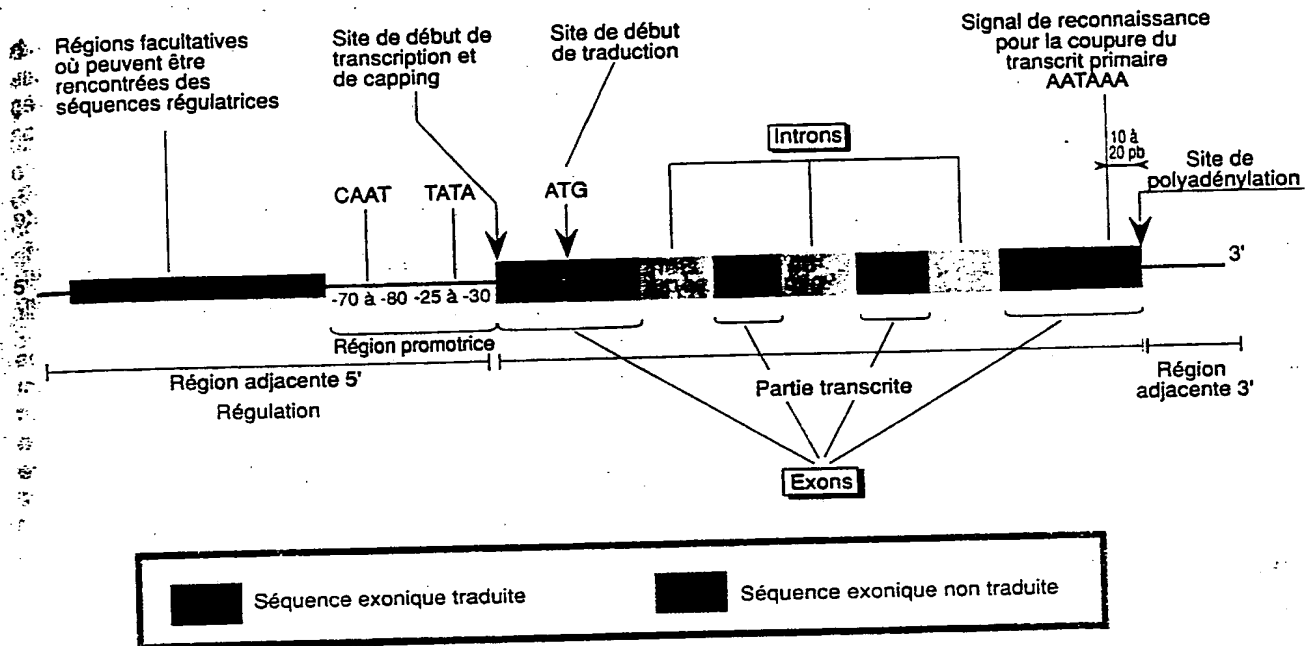 Régions facultatives
où peuvent être
rencontrées des
séquences régulatrices
Site de début de
transcription et
de capping
Site de début
de traduction
Signal de reconnaissance
pour la coupure du
transcrit primaire
AATAAA
Introns
10 à
20 pb
Site de
polyadénylation
CAAT
TATA
ATG
5'
3'
-70 à -80
-25 à -30
Région promotrice
Région adjacente 5'
Régulation
Partie transcrite
Région
adjacente 3'
Exons
Séquence exonique traduite
Séquence exonique non traduite